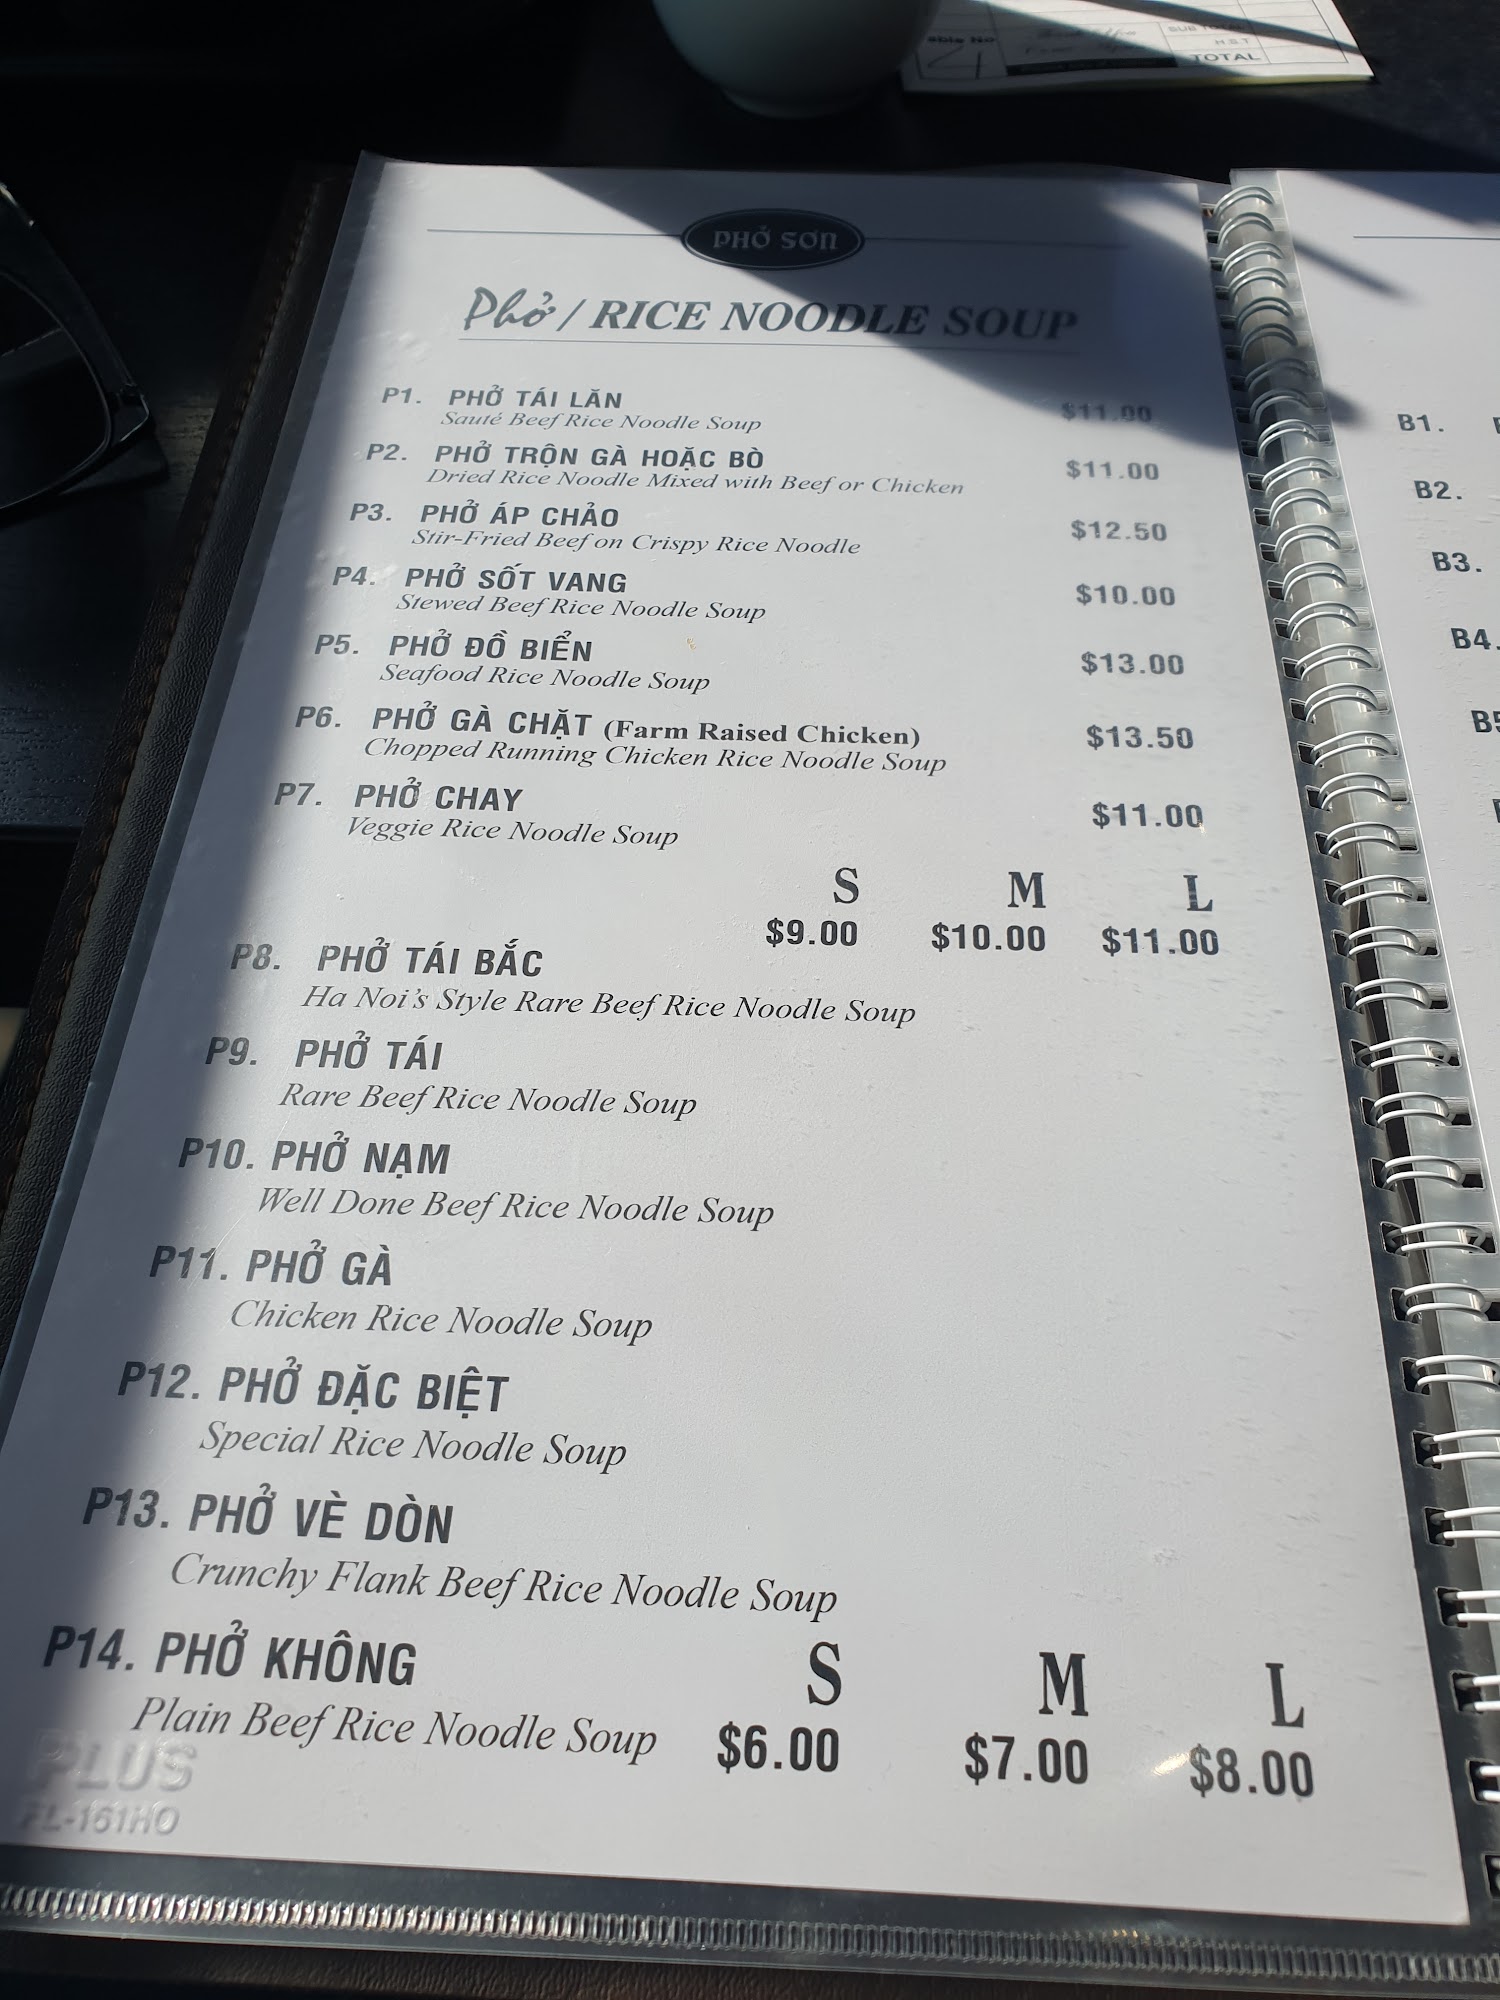 SUB TOTAL
H.S.T
TOTAL
PHỞ SƠN
Phở / RICE NOODLE SOUP
P1. PHỞ TÁI LĂN $11.00
Sauté Beef Rice Noodle Soup
P2. PHỞ TRỘN GÀ HOẶC BÒ $11.00
Dried Rice Noodle Mixed with Beef or Chicken
P3. PHỞ ÁP CHẢO $12.50
Stir-Fried Beef on Crispy Rice Noodle
P4. PHỞ SỐT VANG $10.00
Stewed Beef Rice Noodle Soup
P5. PHỞ ĐỒ BIỂN $13.00
Seafood Rice Noodle Soup
P6. PHỞ GÀ CHẶT (Farm Raised Chicken) $13.50
Chopped Running Chicken Rice Noodle Soup
P7. PHỞ CHAY $11.00
Veggie Rice Noodle Soup
S M L
$9.00 $10.00 $11.00
P8. PHỞ TÁI BẮC
Ha Noi's Style Rare Beef Rice Noodle Soup
P9. PHỞ TÁI
Rare Beef Rice Noodle Soup
P10. PHỞ NẠM
Well Done Beef Rice Noodle Soup
P11. PHỞ GÀ
Chicken Rice Noodle Soup
P12. PHỞ ĐẶC BIỆT
Special Rice Noodle Soup
P13. PHỞ VÈ DÒN
Crunchy Flank Beef Rice Noodle Soup
P14. PHỞ KHÔNG S M L
Plain Beef Rice Noodle Soup $6.00 $7.00 $8.00
PLUS
FL-161HO
B1.
B2.
B3.
B4.
B5